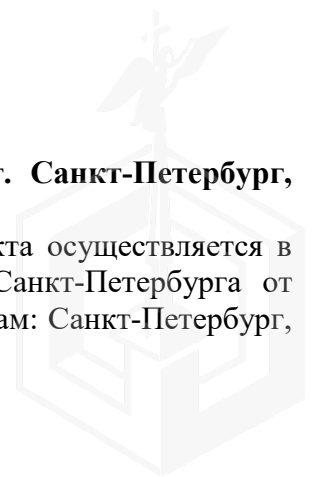 г. Санкт-Петербург,
кта осуществляется в
Санкт-Петербурга от
ам: Санкт-Петербург,